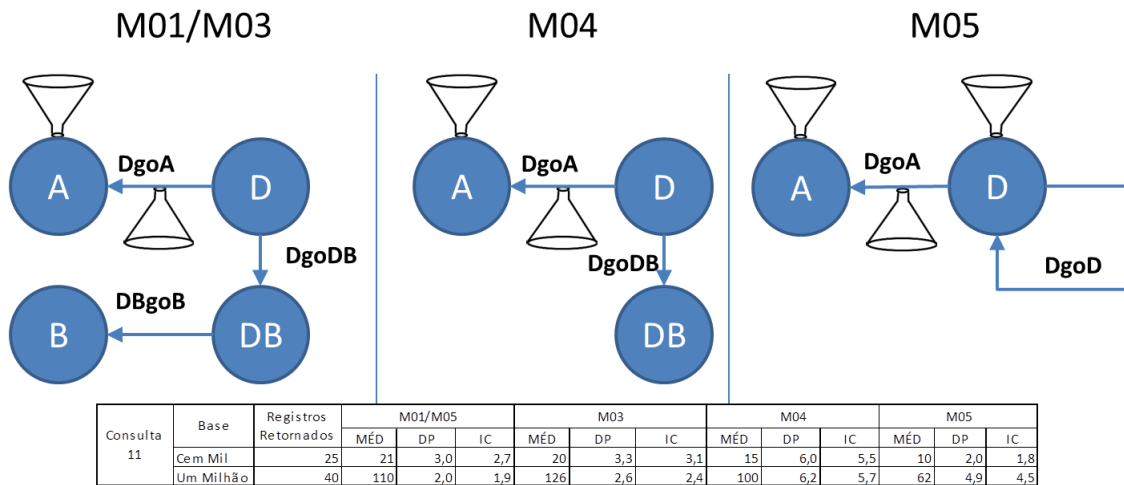 M01/M03 M04 M05
DgoA DgoA DgoA
A D A D A D
DgoDB DgoDB DgoD
DBgoB
B DB DB
Consulta 11 Base Registros Retornados M01/M05 M03 M04 M05
MÉD DP IC MÉD DP IC MÉD DP IC MÉD DP IC
Cem Mil 25 21 3,0 2,7 20 3,3 3,1 15 6,0 5,5 10 2,0 1,8
Um Milhão 40 110 2,0 1,9 126 2,6 2,4 100 6,2 5,7 62 4,9 4,5